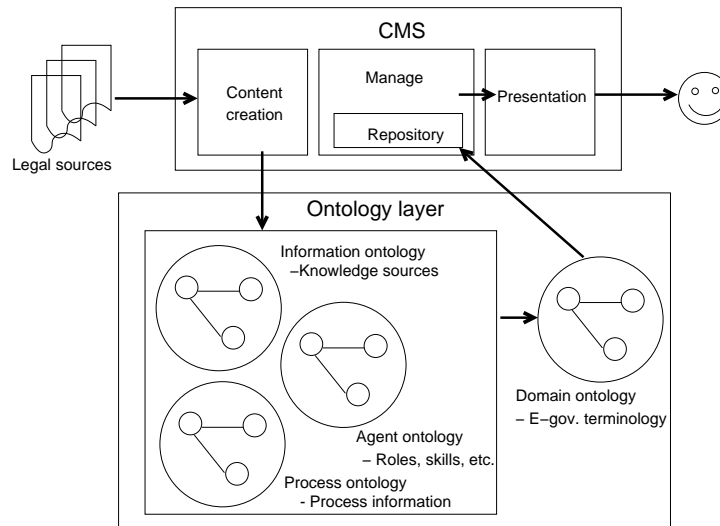 CMS
Content
creation
Manage
Repository
Presentation
Legal sources
Ontology layer
Information ontology
–Knowledge sources
Agent ontology
– Roles, skills, etc.
Process ontology
- Process information
Domain ontology
– E−gov. terminology